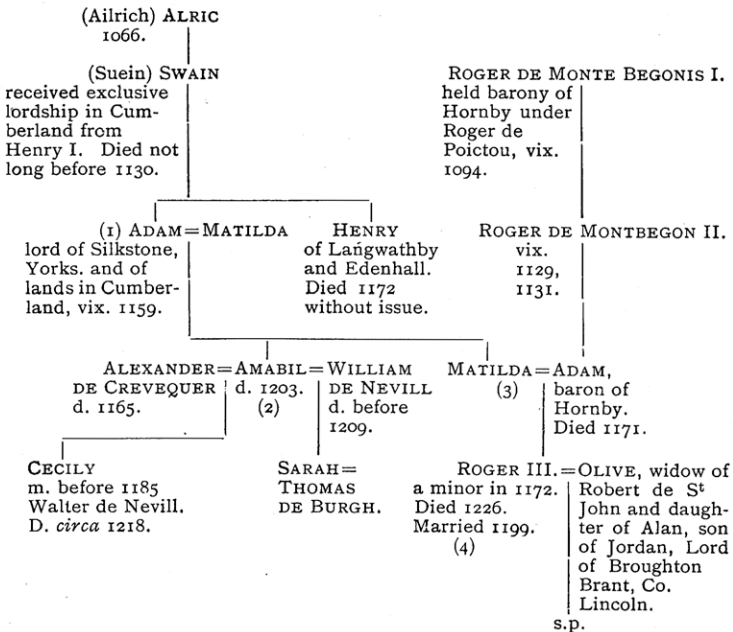 (Ailrich) ALRIC
1066.
(Suein) SWAIN
received exclusive
lordship in Cum-
berland from
Henry I. Died not
long before 1130.
ROGER DE MONTE BEGONIS I.
held barony of
Hornby under
Roger de
Poictou, vix.
1094.
(1) ADAM=MATILDA
lord of Silkstone,
Yorks. and of
lands in Cumber-
land, vix. 1159.
HENRY
of Langwathby
and Edenhall.
Died 1172
without issue.
ROGER DE MONTBEGON II.
vix.
1129,
1131.
ALEXANDER=AMABIL=WILLIAM
DE CREVEQUER d. 1203. DE NEVILL
d. 1165. (2) d. before
1209.
MATILDA=ADAM,
(3) baron of
Hornby.
Died 1171.
CECILY
m. before 1185
Walter de Nevill.
D. circa 1218.
SARAH=
THOMAS
DE BURGH.
ROGER III.=OLIVE, widow of
a minor in 1172. Robert de St
Died 1226. John and daugh-
Married 1199. ter of Alan, son
(4) of Jordan, Lord
of Broughton
Brant, Co.
Lincoln.
s.p.